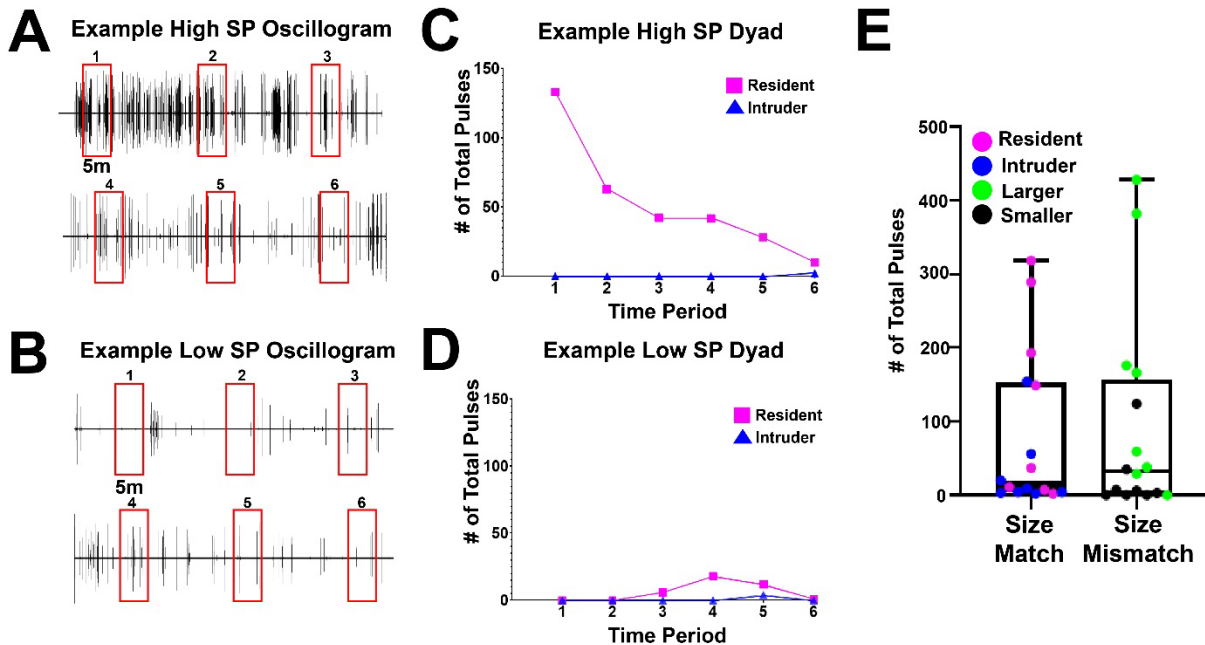 A
Example High SP Oscillogram
1
2
3
5m
4
5
6
B
Example Low SP Oscillogram
1
2
3
5m
4
5
6
C
Example High SP Dyad
# of Total Pulses
150
100
50
0
Resident
Intruder
1 2 3 4 5 6
Time Period
D
Example Low SP Dyad
# of Total Pulses
150
100
50
0
Resident
Intruder
1 2 3 4 5 6
Time Period
E
# of Total Pulses
500
400
300
200
100
0
Resident
Intruder
Larger
Smaller
Size
Match
Size
Mismatch